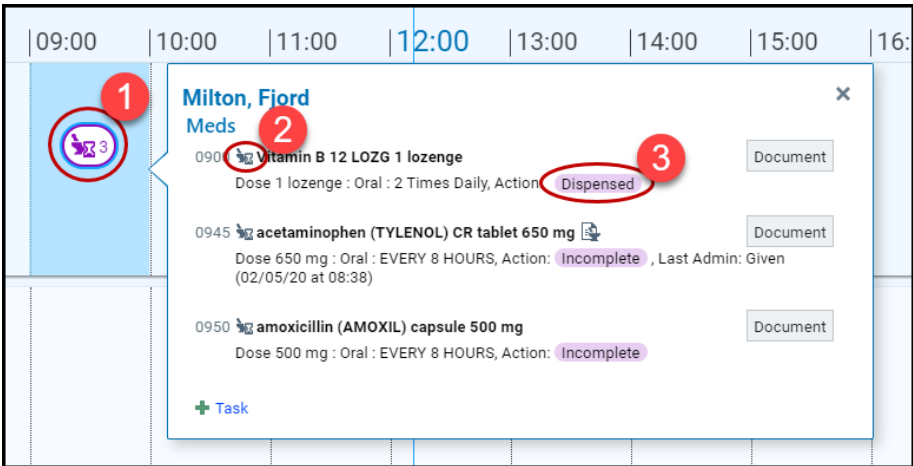 09:00 10:00 11:00 12:00 13:00 14:00 15:00 16:
1
3
Milton, Fjord
Meds
2
3
0900 Vitamin B 12 LOZG 1 lozenge Document
Dose 1 lozenge : Oral : 2 Times Daily, Action: Dispensed
0945 acetaminophen (TYLENOL) CR tablet 650 mg Document
Dose 650 mg : Oral : EVERY 8 HOURS, Action: Incomplete , Last Admin: Given
(02/05/20 at 08:38)
0950 amoxicillin (AMOXIL) capsule 500 mg Document
Dose 500 mg : Oral : EVERY 8 HOURS, Action: Incomplete
Task